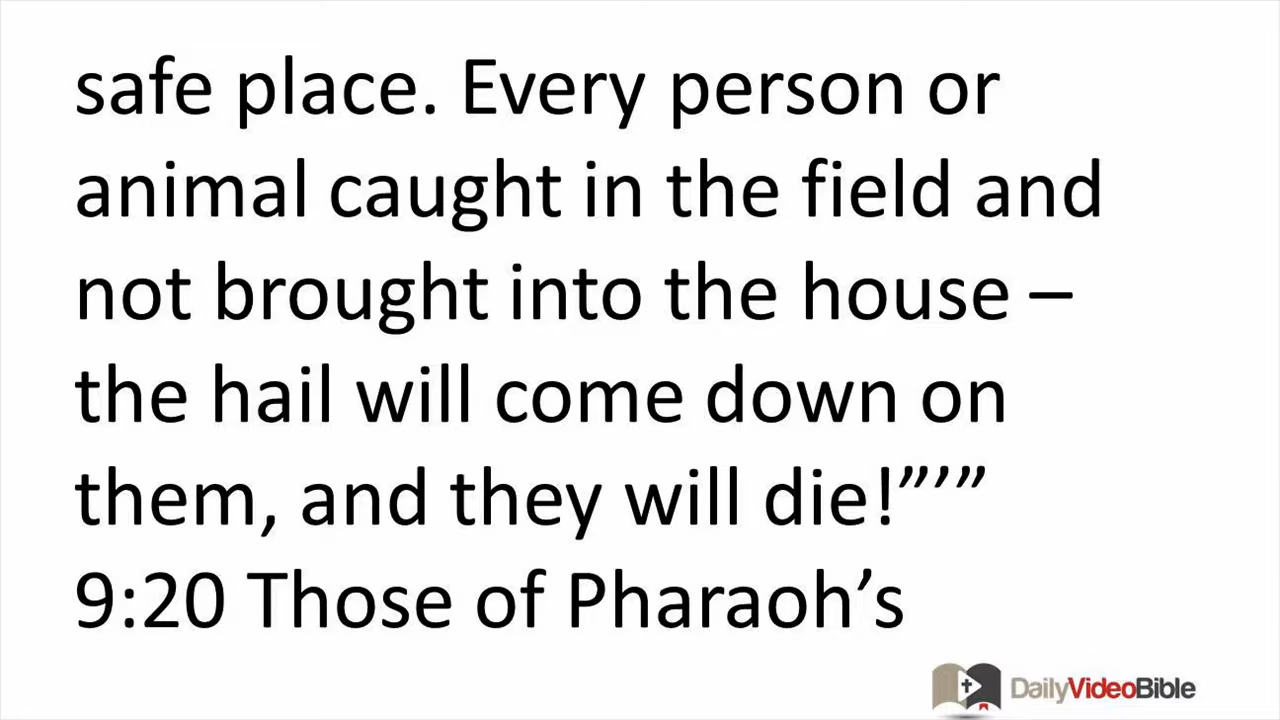 safe place. Every person or
animal caught in the field and
not brought into the house –
the hail will come down on
them, and they will die!”’”
9:20 Those of Pharaoh’s
DailyVideoBible